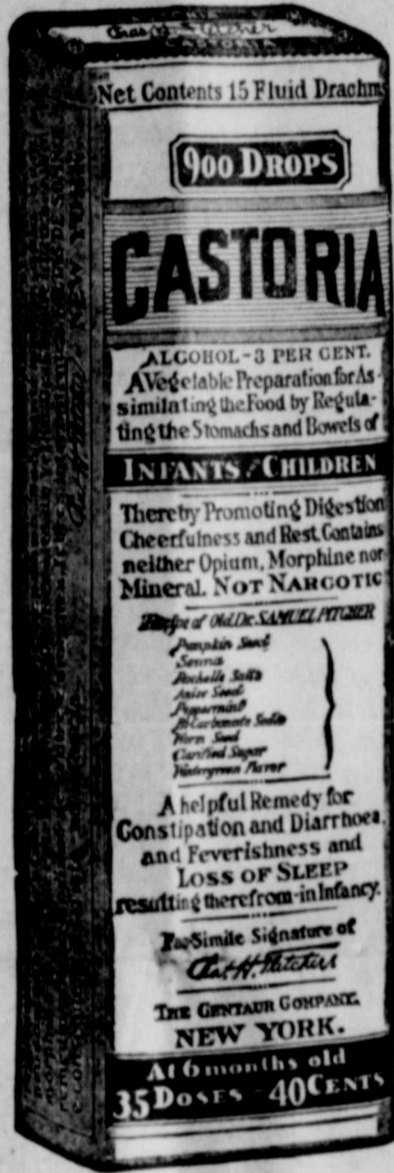 Net Contents 15 Fluid Drachms
900 DROPS
CASTORIA
ALCOHOL-3 PER CENT.
A Vegetable Preparation for As-
similating the Food by Regula-
ting the Stomachs and Bowels of
INFANTS / CHILDREN
Thereby Promoting Digestion
Cheerfulness and Rest. Contains
neither Opium, Morphine nor
Mineral. NOT NARCOTIC
Recipe of Old Dr. SAMUEL PITCHER
Pumpkin Seed
Senna
Rochelle Salts
Anise Seed
Peppermint
Bi Carbonate Soda
Worm Seed
Clarified Sugar
Wintergreen Flavor
A helpful Remedy for
Constipation and Diarrhoea,
and Feverishness and
LOSS OF SLEEP
resulting therefrom in Infancy.
Fac Simile Signature of
Chas H. Fletcher
THE CENTAUR COMPANY,
NEW YORK.
At 6 months old
35 DOSES - 40 CENTS
NEW YORK